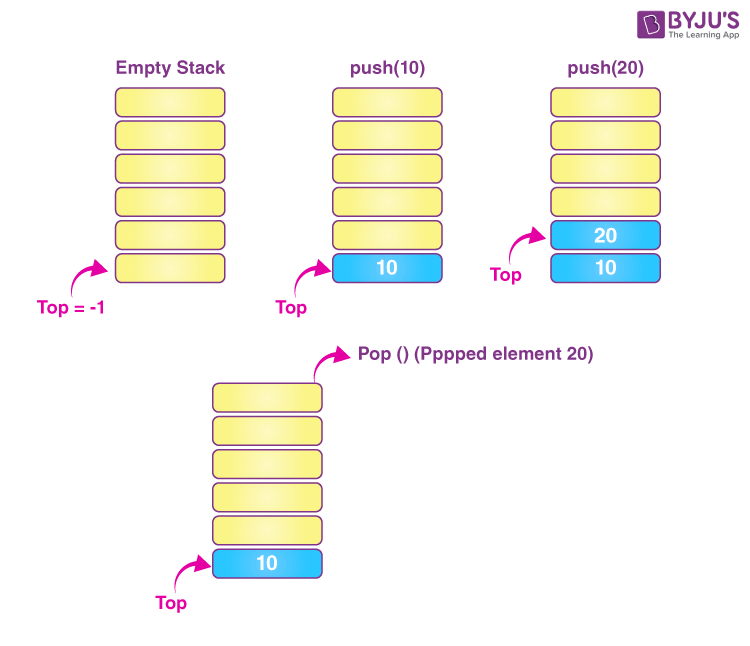 BYJU'S
The Learning App
Empty Stack
push(10)
push(20)
10
20
10
Top = -1
Top
Top
Pop () (Pppped element 20)
10
Top